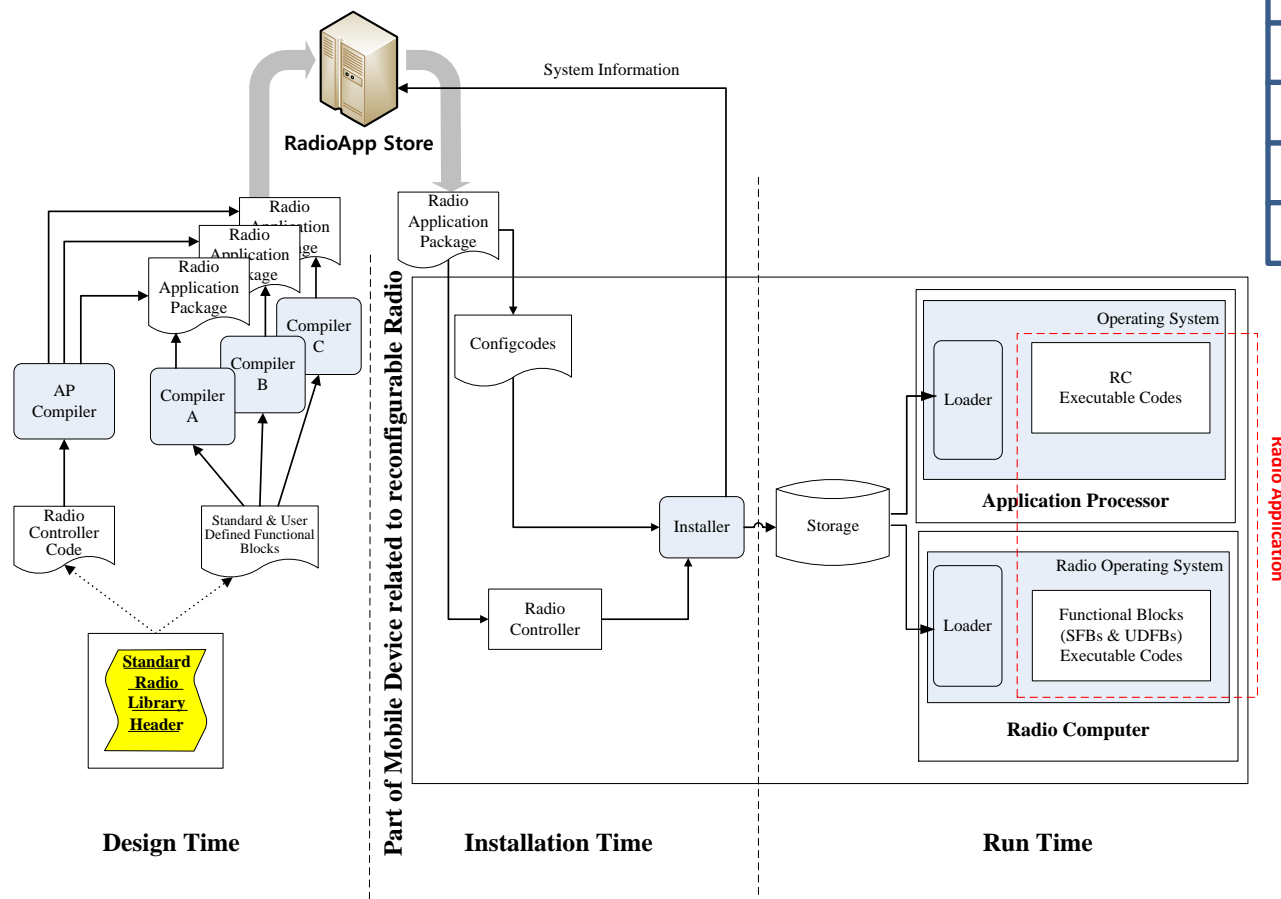 System Information
RadioApp Store
Radio
Application
Package
Radio
Application
kage
Radio
Application
ge
Radio
Application
Package
Compiler
C
Compiler
B
Compiler
A
AP
Compiler
Radio
Controller
Code
Standard & User
Defined Functional
Blocks
Standard
Radio
Library
Header
Part of Mobile Device related to reconfigurable Radio
Configcodes
Installer
Radio
Controller
Storage
Operating System
Loader
RC
Executable Codes
Application Processor
Radio Operating System
Loader
Functional Blocks
(SFBs & UDFBs)
Executable Codes
Radio Computer
Radio Application
Design Time
Installation Time
Run Time